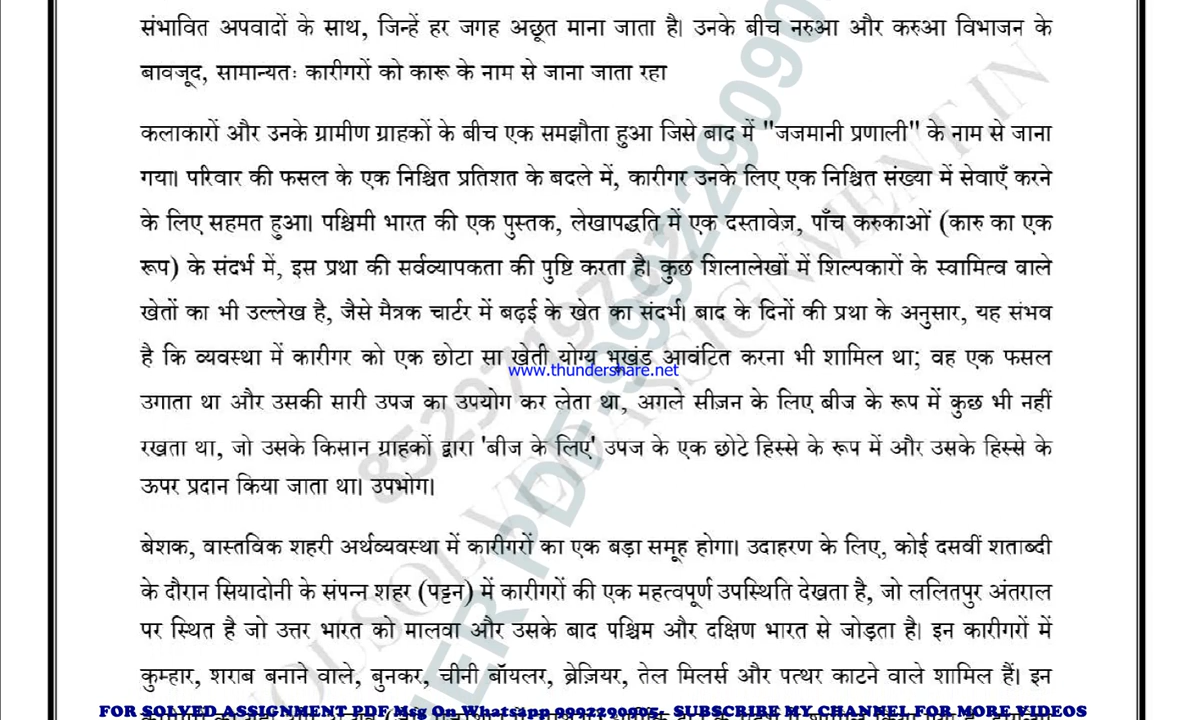 संभावित अपवादों के साथ, जिन्हें हर जगह अछूत माना जाता है। उनके बीच नरुआ और करुआ विभाजन के
बावजूद, सामान्यतः कारीगरों को कारू के नाम से जाना जाता रहा
कलाकारों और उनके ग्रामीण ग्राहकों के बीच एक समझौता हुआ जिसे बाद में "जजमानी प्रणाली" के नाम से जाना
गया। परिवार की फसल के एक निश्चित प्रतिशत के बदले में, कारीगर उनके लिए एक निश्चित संख्या में सेवाएँ करने
के लिए सहमत हुआ। पश्चिमी भारत की एक पुस्तक, लेखापद्धति में एक दस्तावेज़, पाँच करुकाओं (कारु का एक
रूप) के संदर्भ में, इस प्रथा की सर्वव्यापकता की पुष्टि करता है। कुछ शिलालेखों में शिल्पकारों के स्वामित्व वाले
खेतों का भी उल्लेख है, जैसे मैत्रक चार्टर में बढ़ई के खेत का संदर्भ। बाद के दिनों की प्रथा के अनुसार, यह संभव
है कि व्यवस्था में कारीगर को एक छोटा सा खेती योग्य भूखंड आवंटित करना भी शामिल था; वह एक फसल
www.thundershare.net
उगाता था और उसकी सारी उपज का उपयोग कर लेता था, अगले सीज़न के लिए बीज के रूप में कुछ भी नहीं
रखता था, जो उसके किसान ग्राहकों द्वारा 'बीज के लिए' उपज के एक छोटे हिस्से के रूप में और उसके हिस्से के
ऊपर प्रदान किया जाता था। उपभोग।
बेशक, वास्तविक शहरी अर्थव्यवस्था में कारीगरों का एक बड़ा समूह होगा। उदाहरण के लिए, कोई दसवीं शताब्दी
के दौरान सियादोनी के संपन्न शहर (पट्टन) में कारीगरों की एक महत्वपूर्ण उपस्थिति देखता है, जो ललितपुर अंतराल
पर स्थित है जो उत्तर भारत को मालवा और उसके बाद पश्चिम और दक्षिण भारत से जोड़ता है। इन कारीगरों में
कुम्हार, शराब बनाने वाले, बुनकर, चीनी बॉयलर, ब्रेज़ियर, तेल मिलर्स और पत्थर काटने वाले शामिल हैं। इन
FOR SOLVED ASSIGNMENT PDF Msg On Whatsapp 9992290905- SUBSCRIBE MY CHANNEL FOR MORE VIDEOS